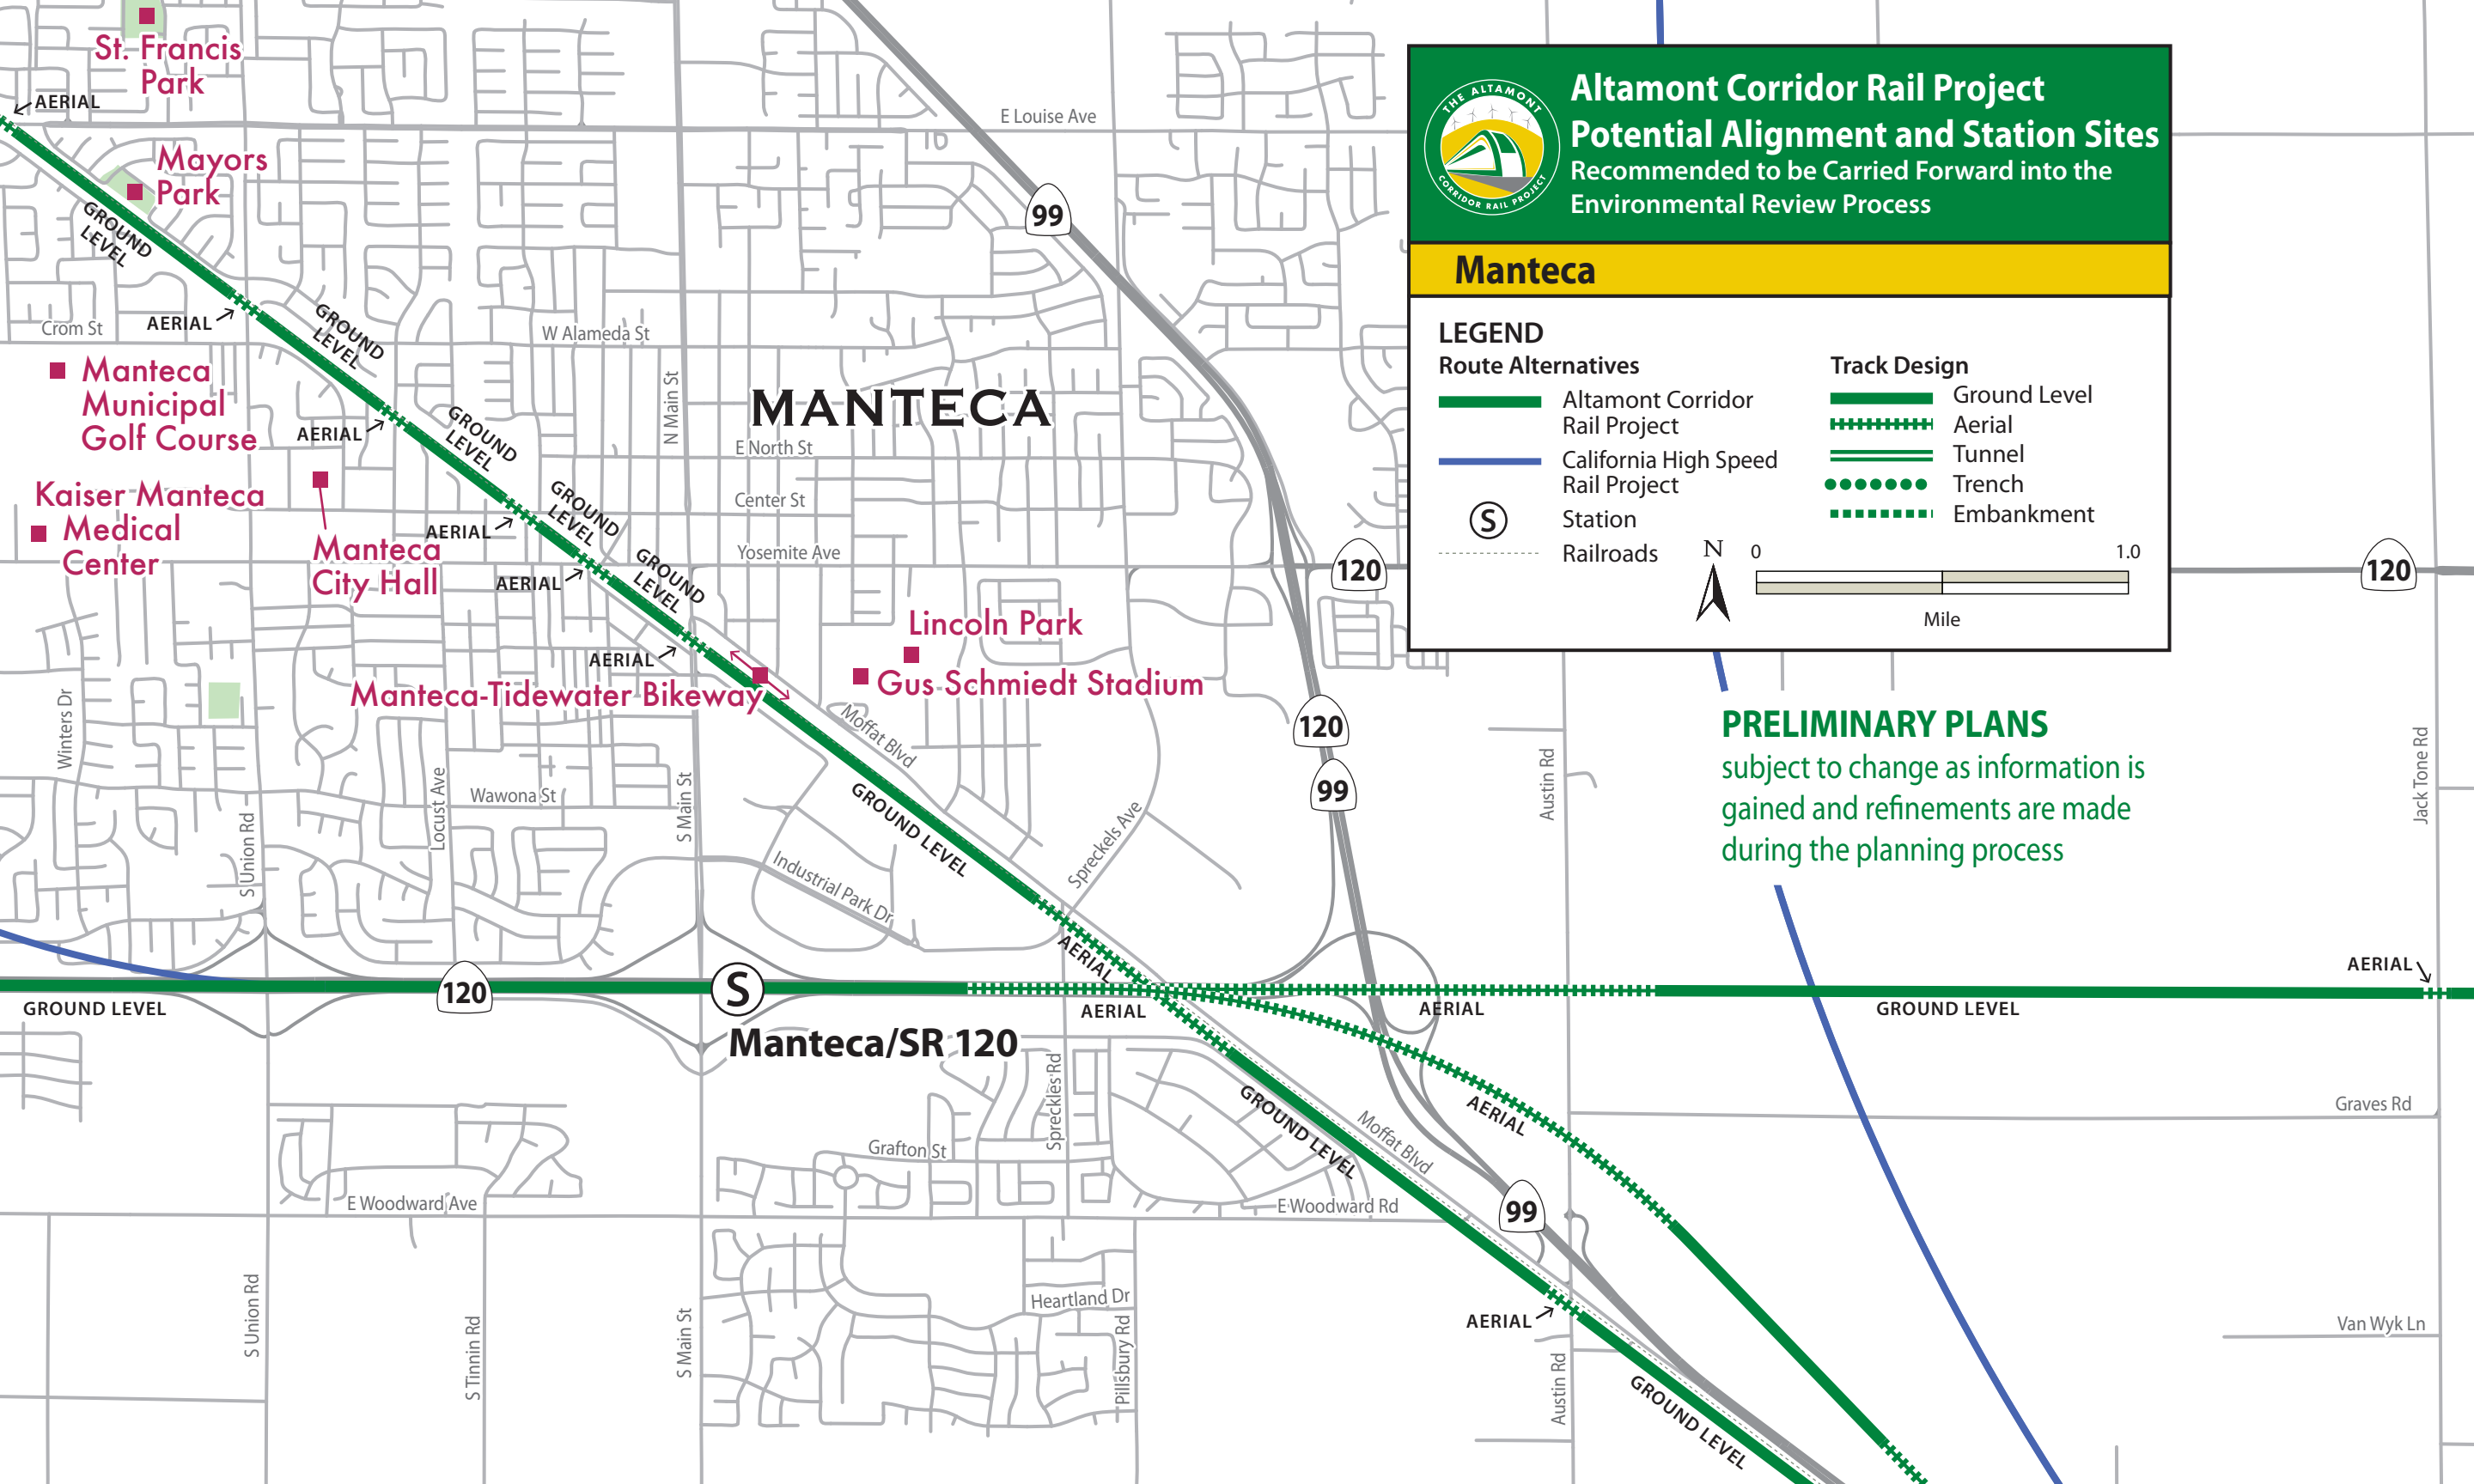 St. Francis
Park
AERIAL
Mayors
Park
GROUND
LEVEL
AERIAL
GROUND
LEVEL
Crom St
W Alameda St
E Louise Ave
99
Manteca
Municipal
Golf Course
AERIAL
GROUND
LEVEL
N Main St
MANTECA
E North St
Kaiser Manteca
Medical
Center
Manteca
City Hall
AERIAL
GROUND
LEVEL
Center St
AERIAL
GROUND
LEVEL
Yosemite Ave
120
120
AERIAL
Lincoln Park
Gus Schmiedt Stadium
Manteca-Tidewater Bikeway
Moffat Blvd
THE ALTAMONT
CORRIDOR RAIL PROJECT
Altamont Corridor Rail Project
Potential Alignment and Station Sites
Recommended to be Carried Forward into the
Environmental Review Process
Manteca
LEGEND
Route Alternatives
Altamont Corridor
Rail Project
California High Speed
Rail Project
S
Station
Railroads
Track Design
Ground Level
Aerial
Tunnel
Trench
Embankment
N
0
1.0
Mile
PRELIMINARY PLANS
subject to change as information is
gained and refinements are made
during the planning process
120
99
Winters Dr
Locust Ave
Wawona St
S Main St
S Union Rd
GROUND LEVEL
Industrial Park Dr
Spreckels Ave
Austin Rd
Jack Tone Rd
AERIAL
AERIAL
GROUND LEVEL
120
S
Manteca/SR 120
AERIAL
AERIAL
GROUND LEVEL
AERIAL
Graves Rd
GROUND LEVEL
Moffat Blvd
Spreckles Rd
Grafton St
E Woodward Ave
E Woodward Rd
99
S Union Rd
S Tinnin Rd
S Main St
Heartland Dr
Pillsbury Rd
AERIAL
Austin Rd
Van Wyk Ln
GROUND LEVEL